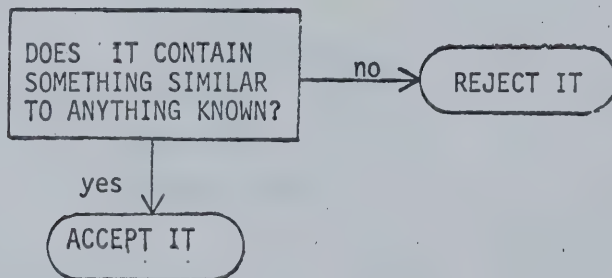 DOES IT CONTAIN
SOMETHING SIMILAR
TO ANYTHING KNOWN?
no
REJECT IT
yes
ACCEPT IT